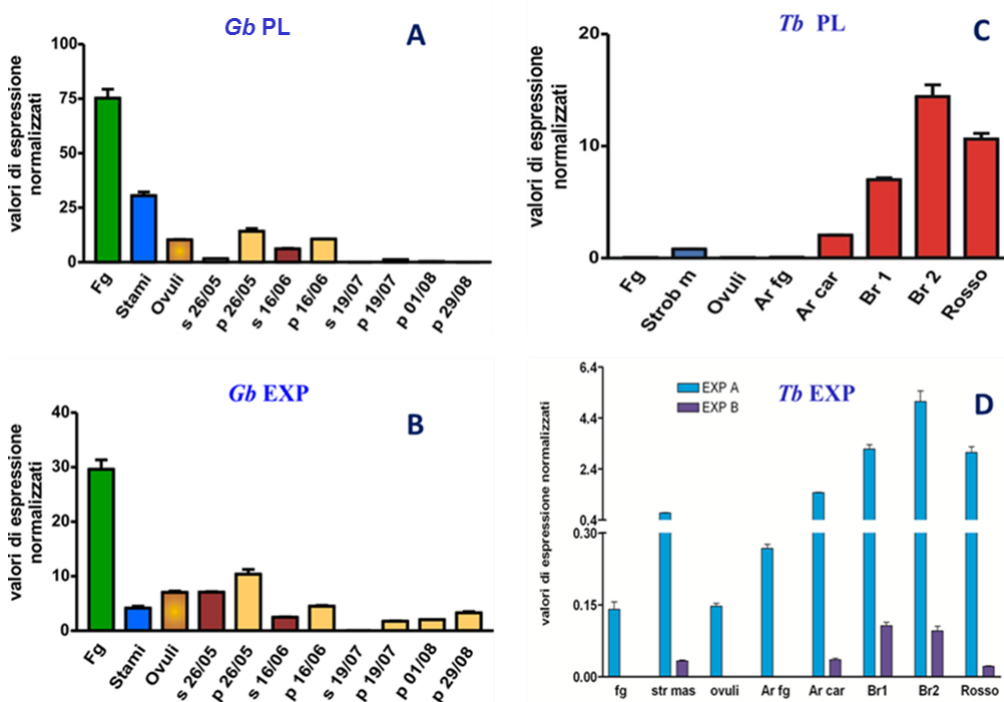 Gb PL
A
valori di espressione
normalizzati
100
75
50
25
0
Fg
Stami
Ovuli
s 26/05
p 26/05
s 16/06
p 16/06
s 19/07
p 19/07
p 01/08
p 29/08
Tb PL
C
valori di espressione
normalizzati
20
10
0
Fg
Strob m
Ovuli
Ar fg
Ar car
Br 1
Br 2
Rosso
Gb EXP
B
valori di espressione
normalizzati
40
30
20
10
0
Fg
Stami
Ovuli
s 26/05
p 26/05
s 16/06
p 16/06
s 19/07
p 19/07
p 01/08
p 29/08
Tb EXP
D
EXP A
EXP B
valori di espressione normalizzati
6.4
4.4
2.4
0.4
0.30
0.15
0.00
fg
str mas
ovuli
Ar fg
Ar car
Br1
Br2
Rosso